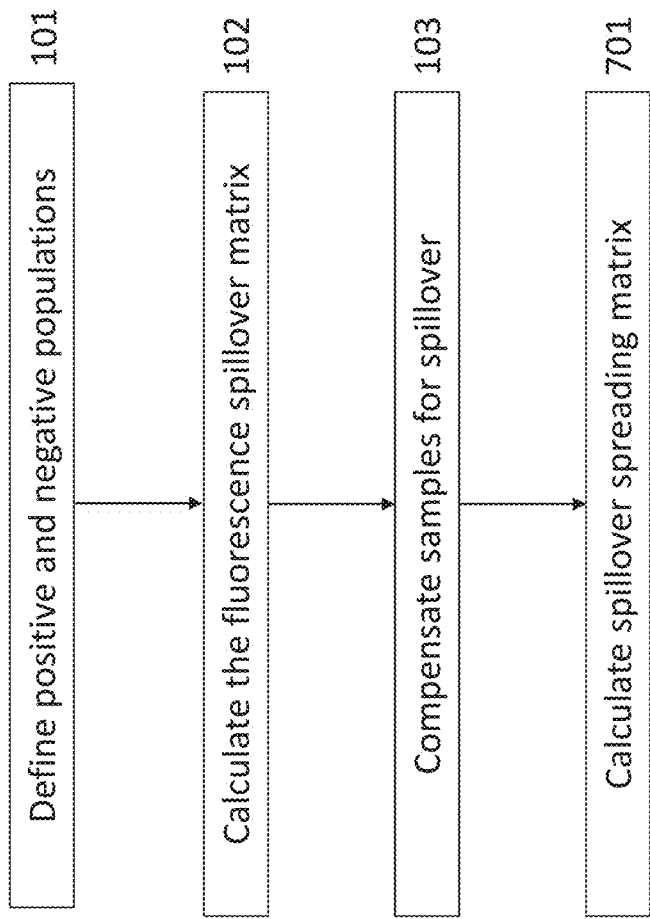 Define positive and negative populations
101
Calculate the fluorescence spillover matrix
102
Compensate samples for spillover
103
Calculate spillover spreading matrix
701